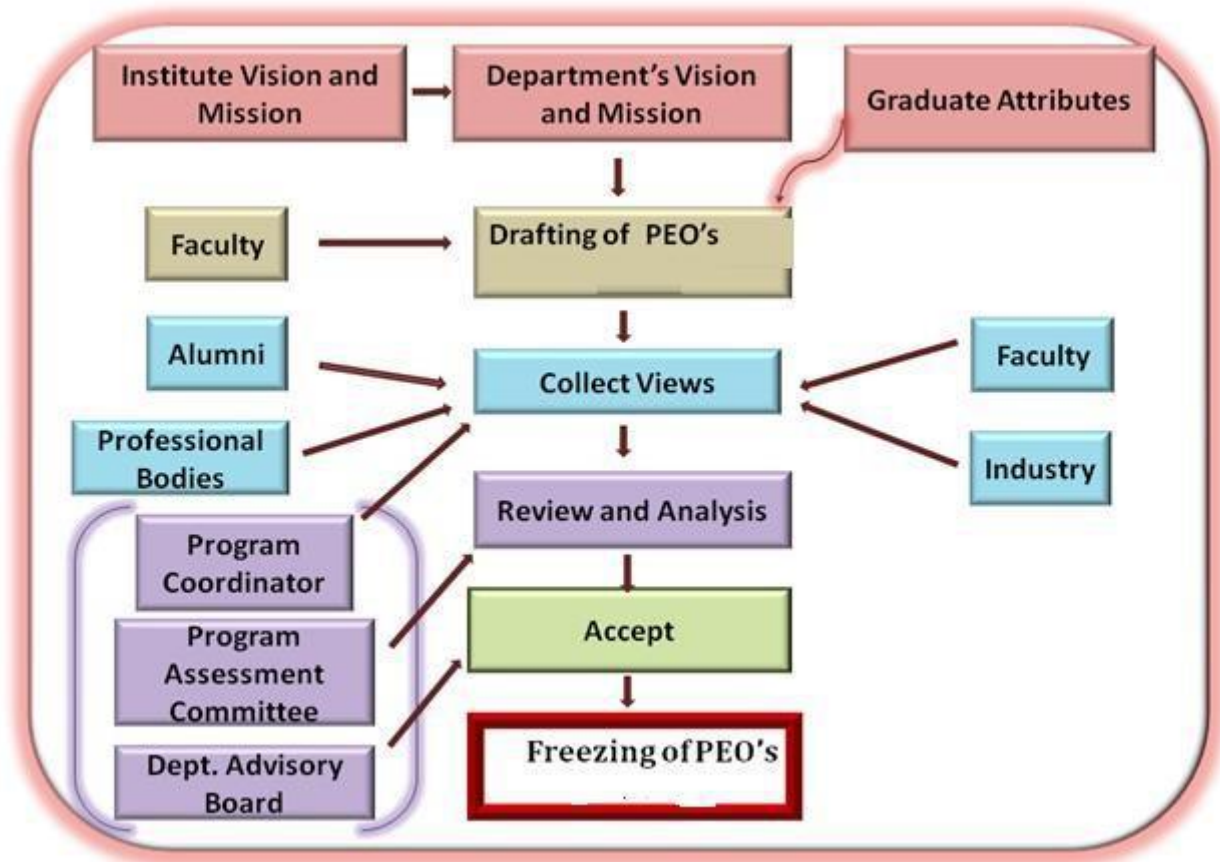 Institute Vision and
Mission
Department's Vision
and Mission
Graduate Attributes
Faculty
Drafting of PEO's
Alumni
Collect Views
Faculty
Professional
Bodies
Industry
Review and Analysis
Program
Coordinator
Program
Assessment
Committee
Accept
Dept. Advisory
Board
Freezing of PEO's